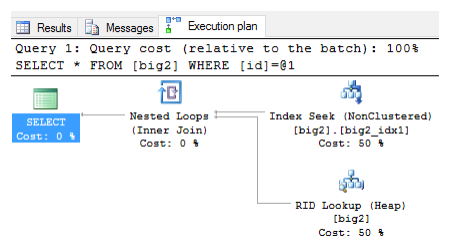 Results Messages Execution plan
Query 1: Query cost (relative to the batch): 100%
SELECT * FROM [big2] WHERE [id]=@1
SELECT
Cost: 0 %
Nested Loops
(Inner Join)
Cost: 0 %
Index Seek (NonClustered)
[big2].[big2_idx1]
Cost: 50 %
RID Lookup (Heap)
[big2]
Cost: 50 %